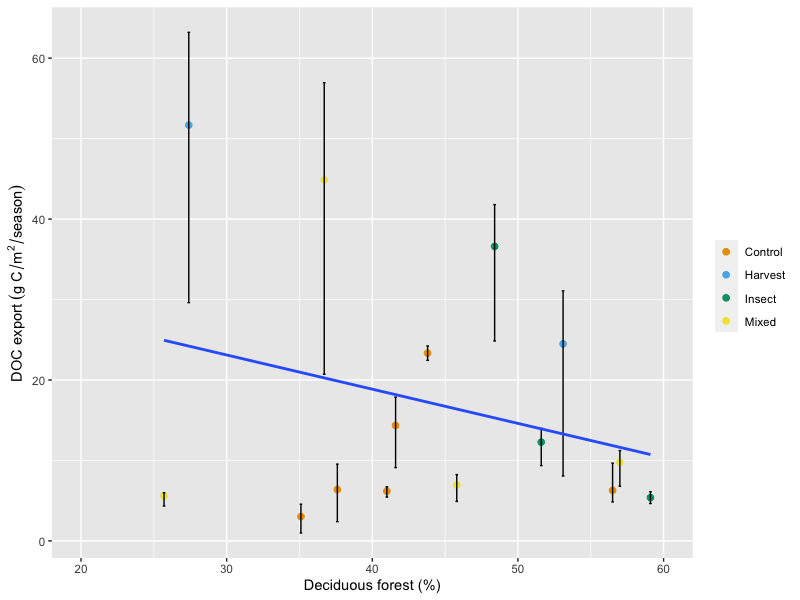 60
40
20
0
20
30
40
50
60
Deciduous forest (%)
DOC export (g C/m²/season)
Control
Harvest
Insect
Mixed